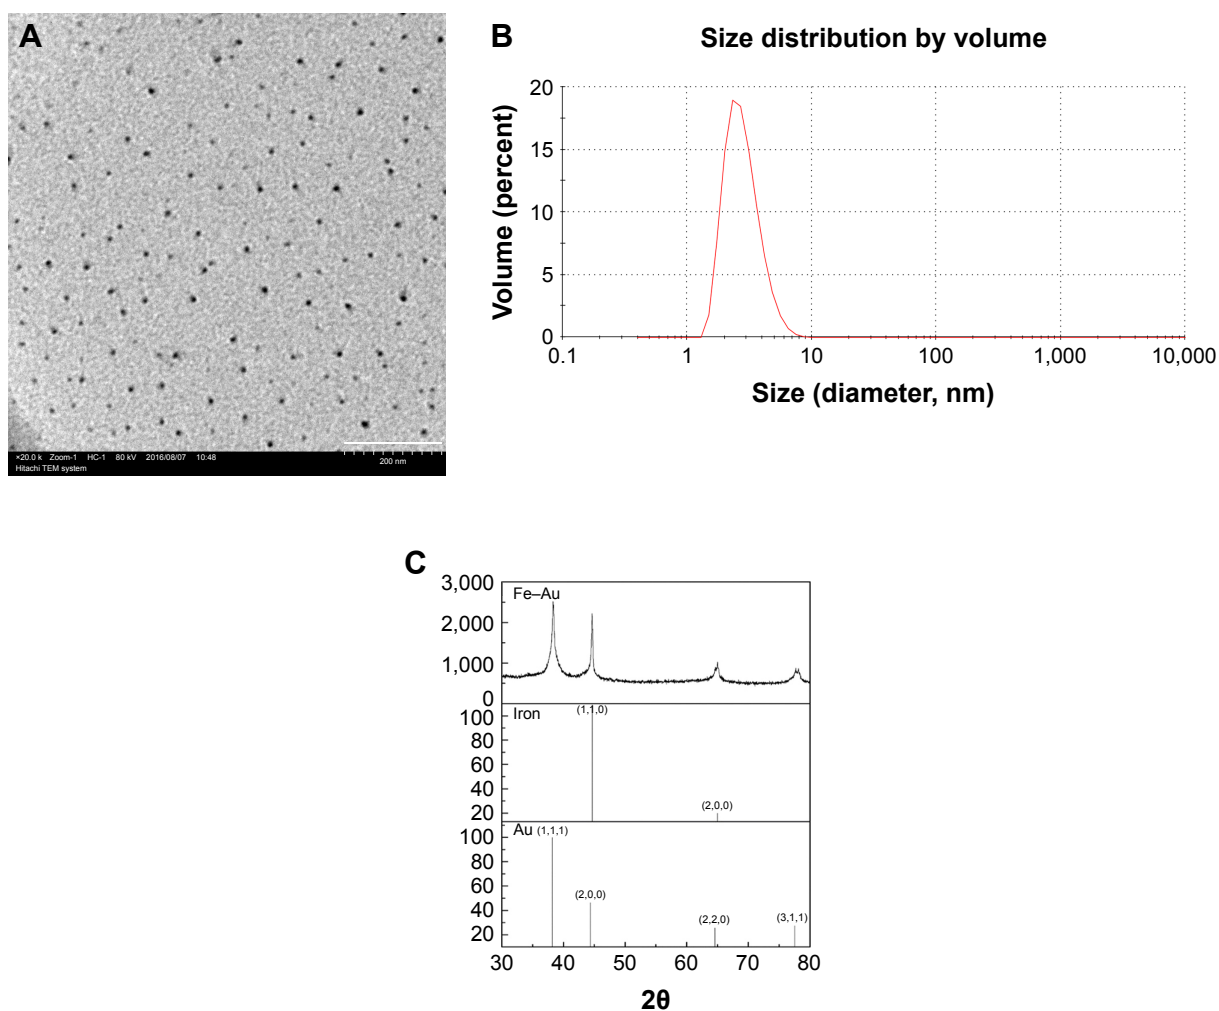 A
×20.0 k Zoom-1 HC-1 80 kV 2016/08/07 10:48
Hitachi TEM system
200 nm
B
Size distribution by volume
Volume (percent)
20
15
10
5
0
0.1 1 10 100 1,000 10,000
Size (diameter, nm)
C
3,000
2,000
1,000
0
Fe–Au
100
80
60
40
20
Iron
(1,1,0)
(2,0,0)
100
80
60
40
20
Au (1,1,1)
(2,0,0)
(2,2,0)
(3,1,1)
30 40 50 60 70 80
2θ